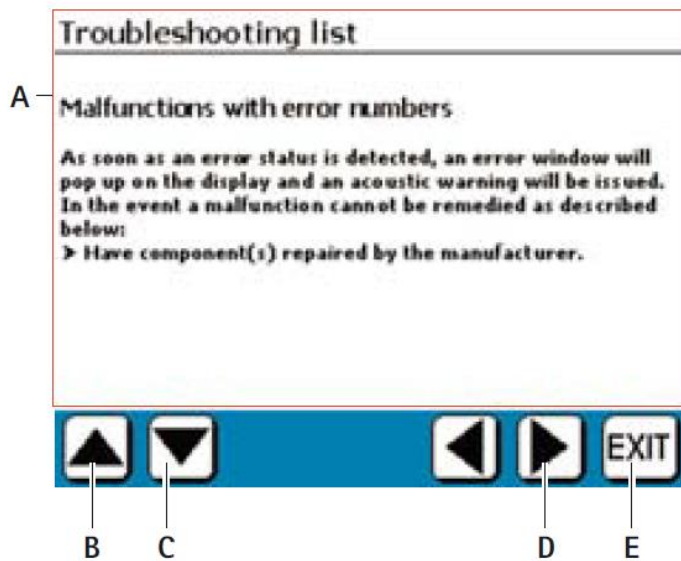 Troubleshooting list
A
Malfunctions with error numbers
As soon as an error status is detected, an error window will
pop up on the display and an acoustic warning will be issued.
In the event a malfunction cannot be remedied as described
below:
➤ Have component(s) repaired by the manufacturer.
EXIT
B C D E